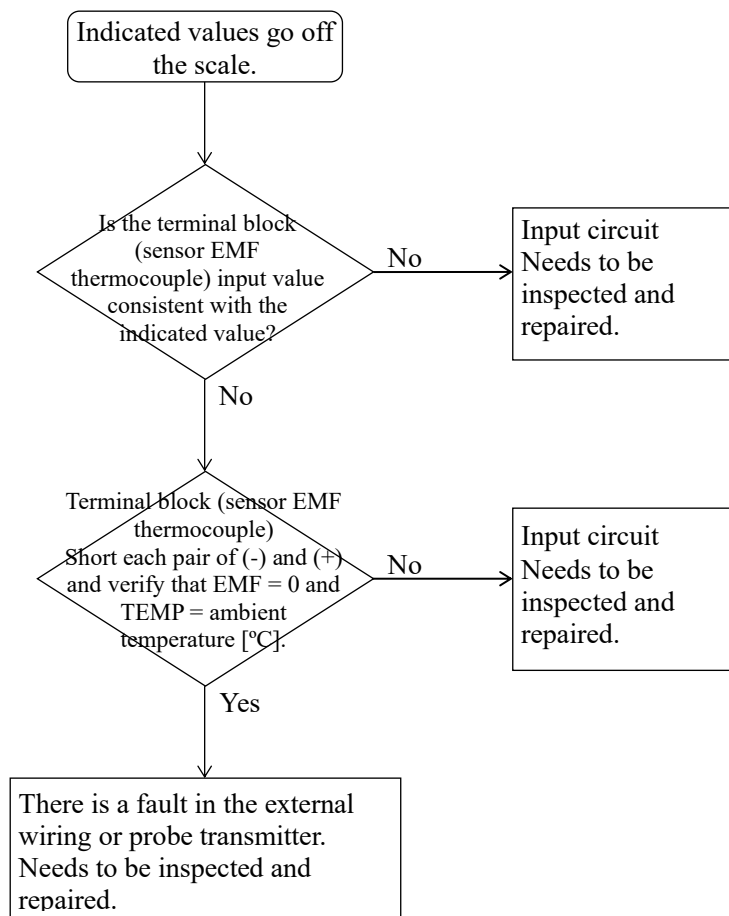 Indicated values go off
the scale.
Is the terminal block
(sensor EMF
thermocouple) input value
consistent with the
indicated value?
No
Input circuit
Needs to be
inspected and
repaired.
No
Terminal block (sensor EMF
thermocouple)
Short each pair of (-) and (+)
and verify that EMF = 0 and
TEMP = ambient
temperature [ºC].
No
Input circuit
Needs to be
inspected and
repaired.
Yes
There is a fault in the external
wiring or probe transmitter.
Needs to be inspected and
repaired.